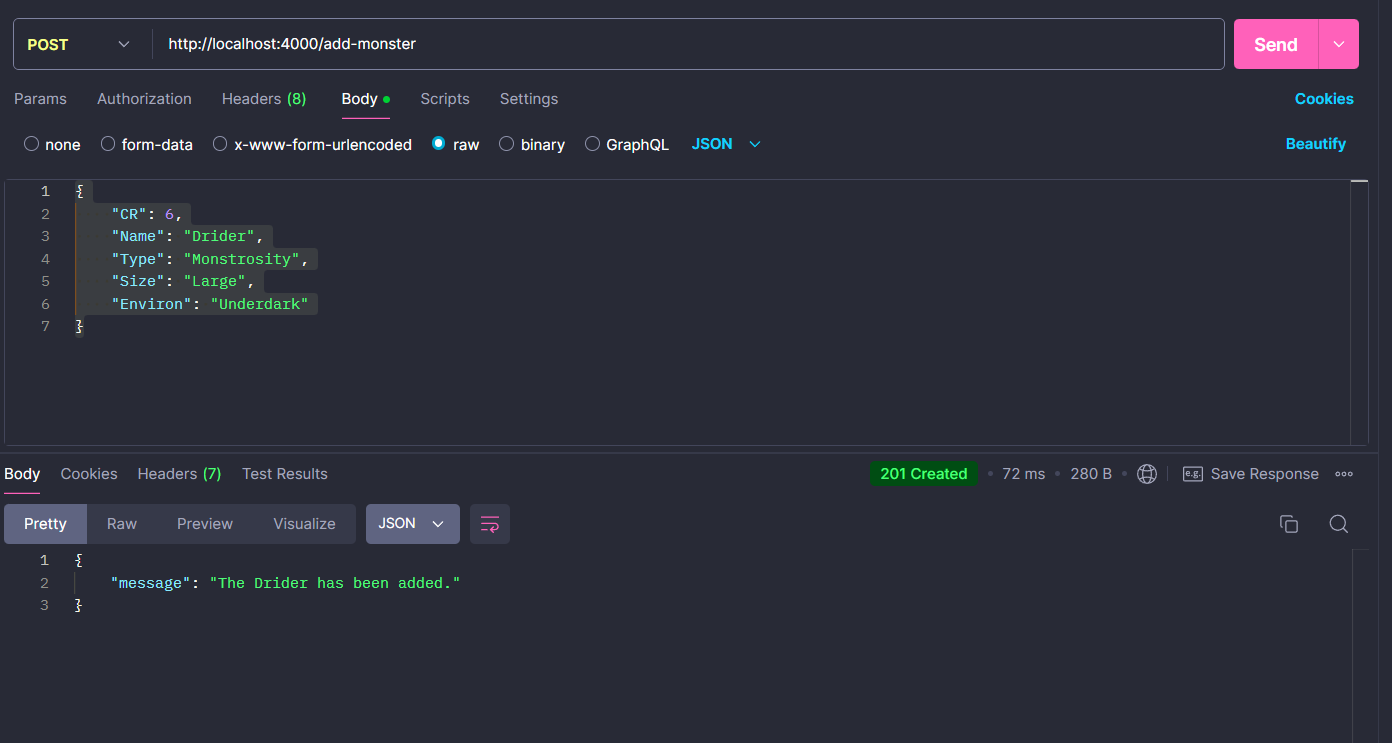 POST http://localhost:4000/add-monster Send
Params Authorization Headers (8) Body Scripts Settings Cookies
none form-data x-www-form-urlencoded raw binary GraphQL JSON Beautify
1 {
2 "CR": 6,
3 "Name": "Drider",
4 "Type": "Monstrosity",
5 "Size": "Large",
6 "Environ": "Underdark"
7 }
Body Cookies Headers (7) Test Results 201 Created • 72 ms • 280 B • e.g. Save Response
Pretty Raw Preview Visualize JSON
1 {
2 "message": "The Drider has been added."
3 }